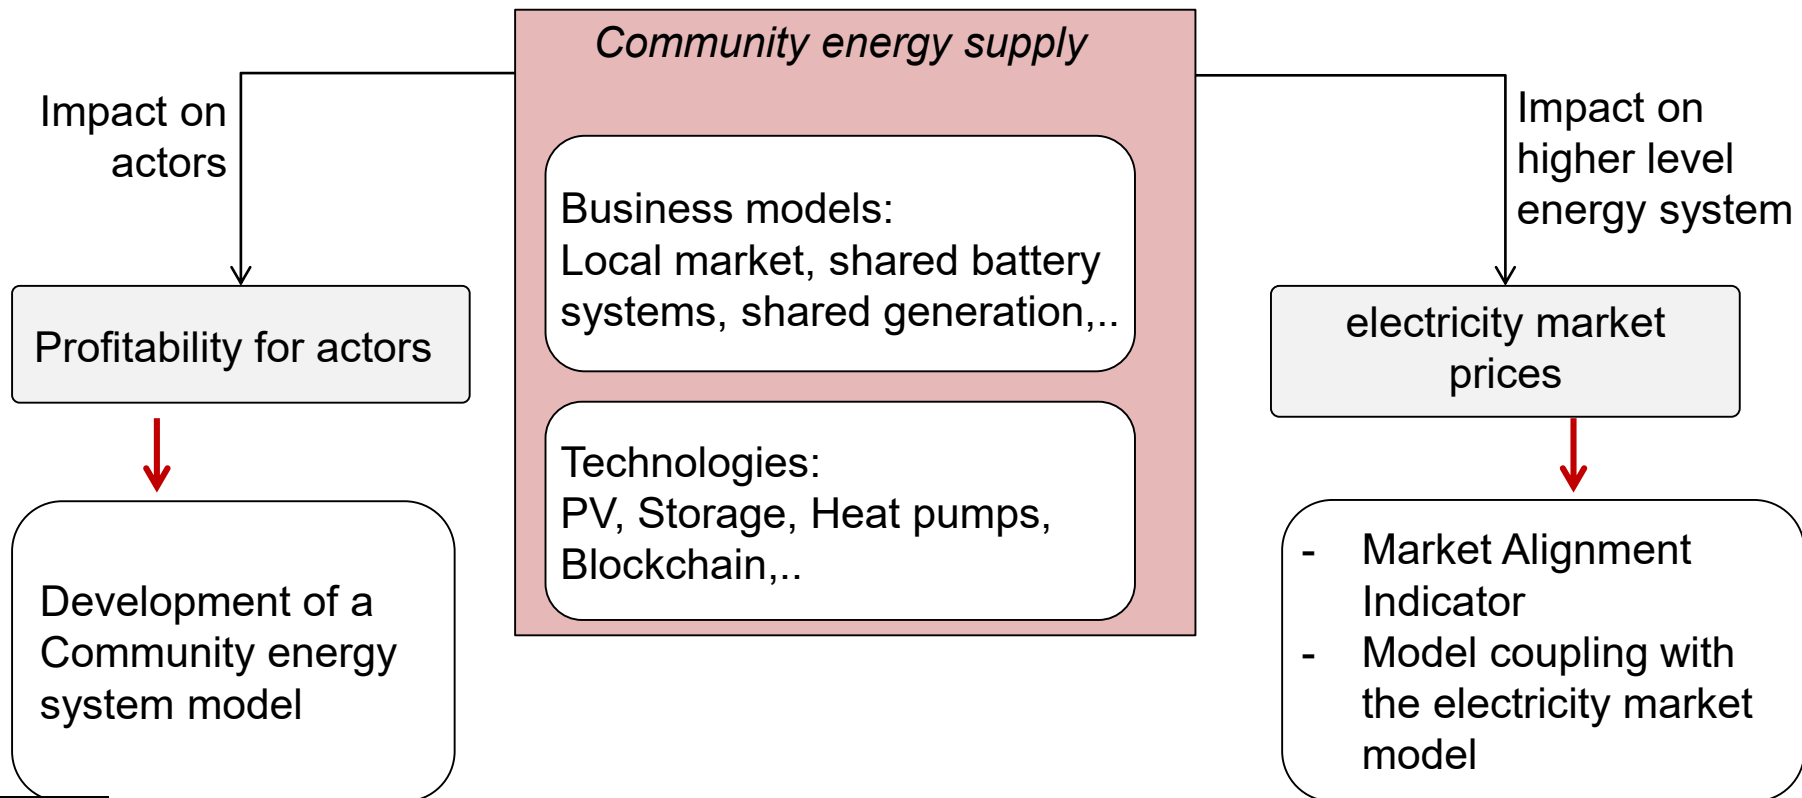 Community energy supply
Impact on
actors
Business models:
Local market, shared battery
systems, shared generation,..
Technologies:
PV, Storage, Heat pumps,
Blockchain,..
Impact on
higher level
energy system
Profitability for actors
electricity market
prices
Development of a
Community energy
system model
- Market Alignment
Indicator
- Model coupling with
the electricity market
model